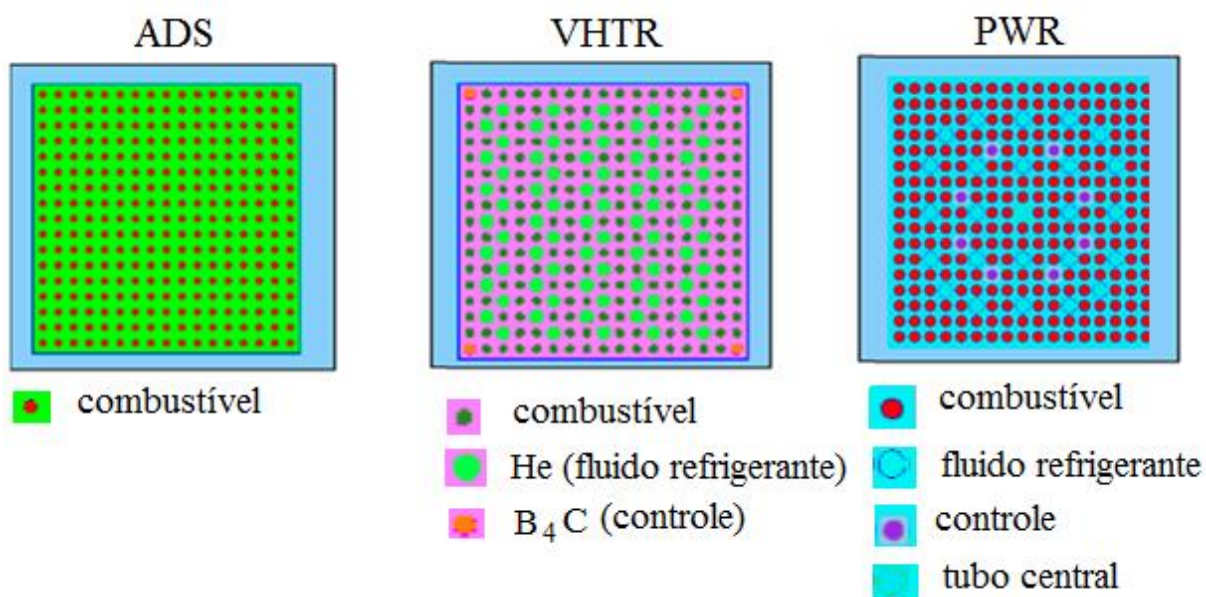 ADS
combustível
VHTR
combustível
He (fluido refrigerante)
B₄C (controle)
PWR
combustível
fluido refrigerante
controle
tubo central